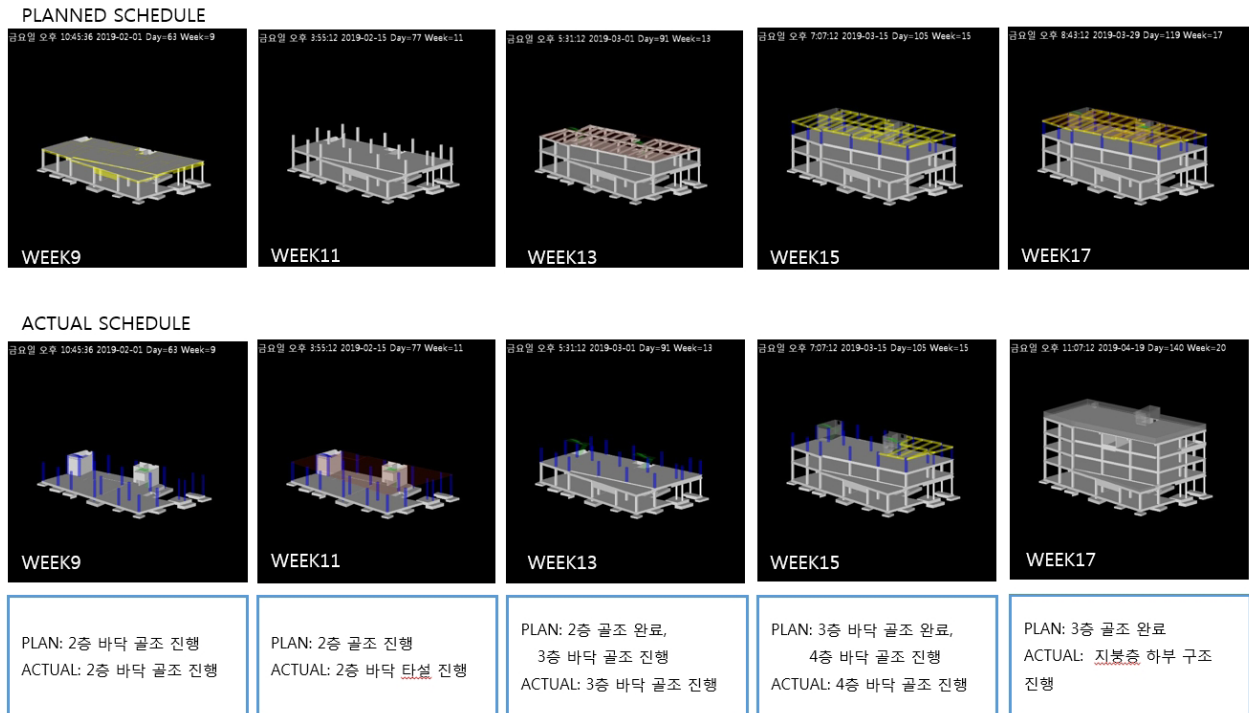 PLANNED SCHEDULE
금요일 오후 10:45:36 2019-02-01 Day=63 Week=9
금요일 오후 3:55:12 2019-02-15 Day=77 Week=11
금요일 오후 5:31:12 2019-03-01 Day=91 Week=13
금요일 오후 7:07:12 2019-03-15 Day=105 Week=15
금요일 오후 8:43:12 2019-03-29 Day=119 Week=17
WEEK9
WEEK11
WEEK13
WEEK15
WEEK17
ACTUAL SCHEDULE
금요일 오후 10:45:36 2019-02-01 Day=63 Week=9
금요일 오후 3:55:12 2019-02-15 Day=77 Week=11
금요일 오후 5:31:12 2019-03-01 Day=91 Week=13
금요일 오후 7:07:12 2019-03-15 Day=105 Week=15
금요일 오후 11:07:12 2019-04-19 Day=140 Week=20
WEEK9
WEEK11
WEEK13
WEEK15
WEEK17
PLAN: 2층 바닥 골조 진행
ACTUAL: 2층 바닥 골조 진행
PLAN: 2층 골조 진행
ACTUAL: 2층 바닥 타설 진행
PLAN: 2층 골조 완료,
3층 바닥 골조 진행
ACTUAL: 3층 바닥 골조 진행
PLAN: 3층 바닥 골조 완료,
4층 바닥 골조 진행
ACTUAL: 4층 바닥 골조 진행
PLAN: 3층 골조 완료
ACTUAL: 지붕층 하부 구조
진행